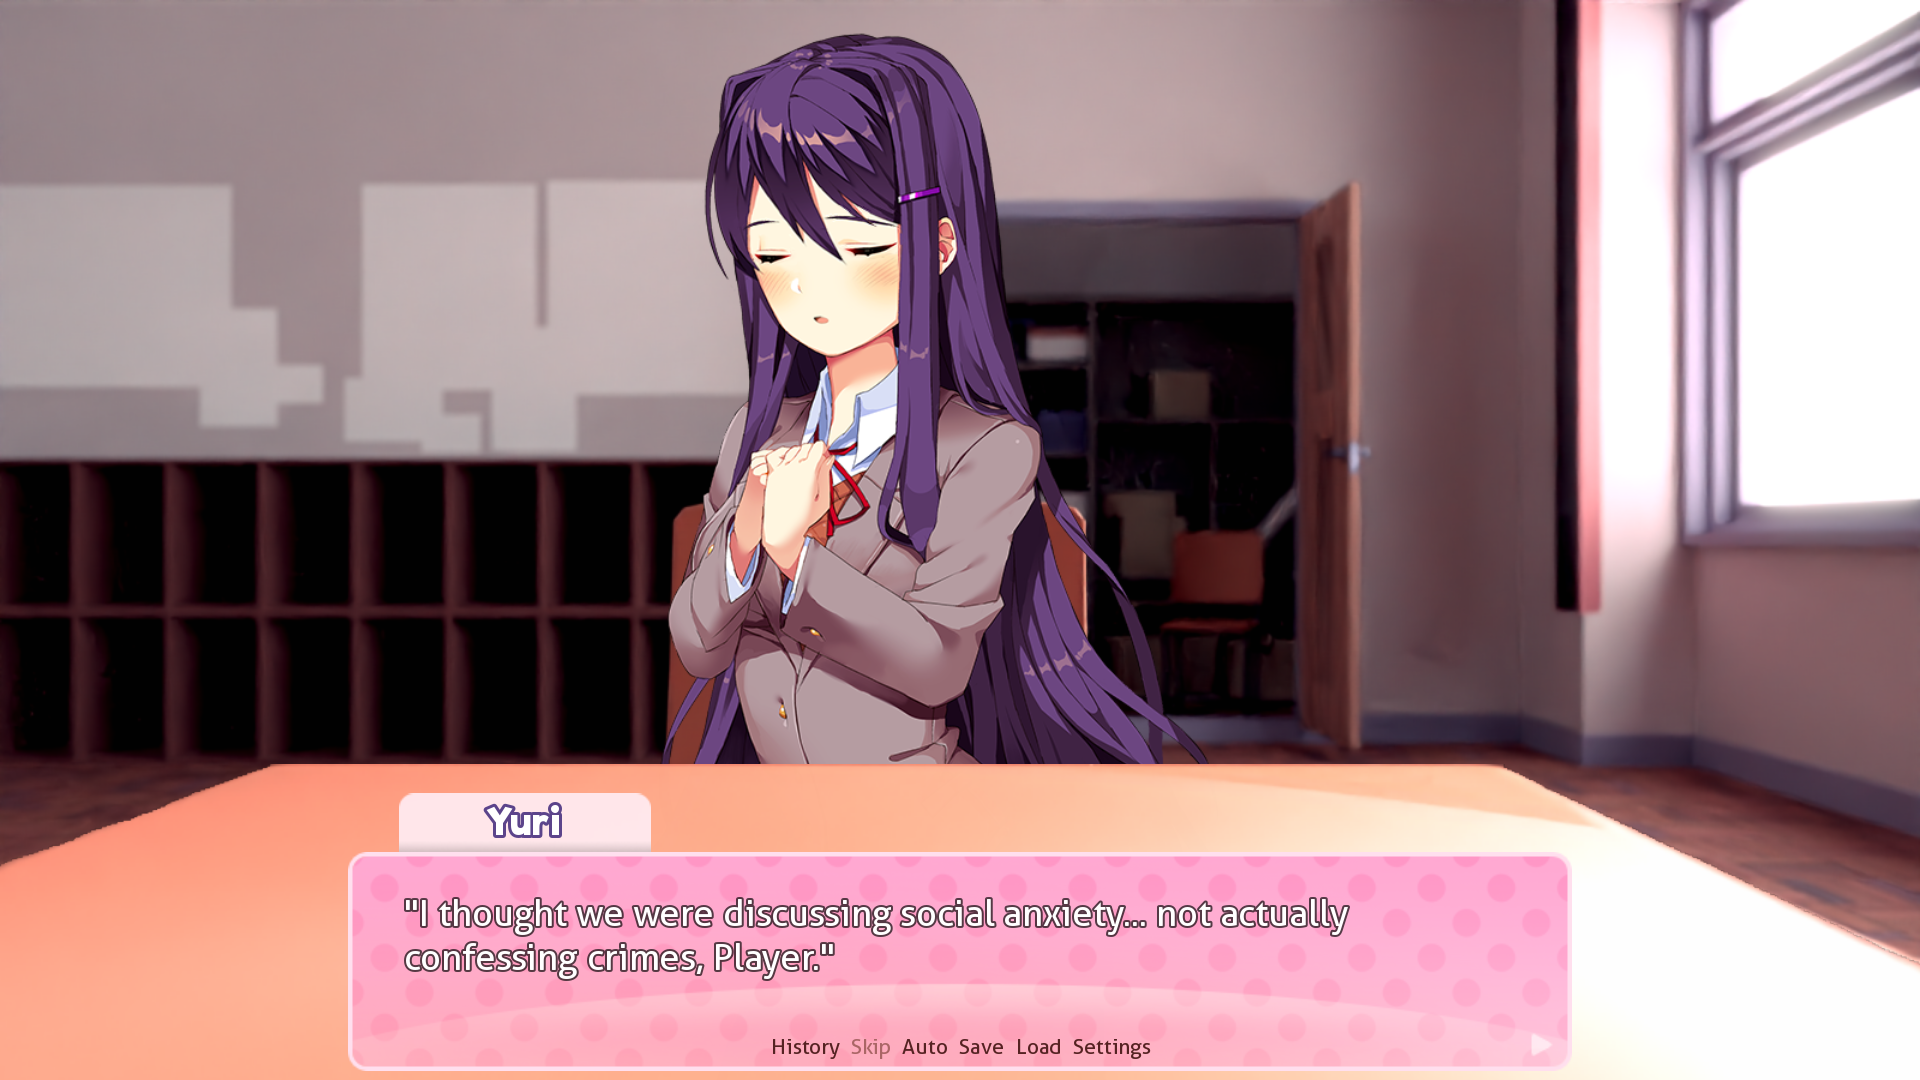 Yuri
"I thought we were discussing social anxiety... not actually
confessing crimes, Player."
History Skip Auto Save Load Settings